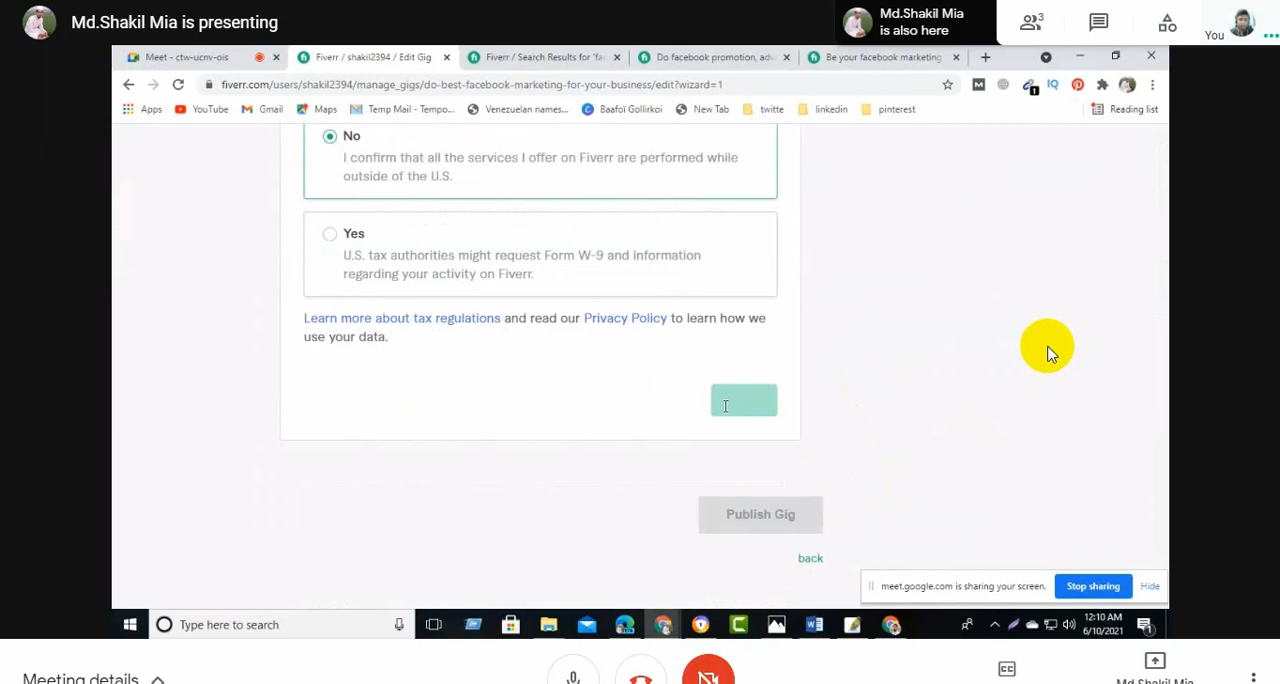 Md.Shakil Mia is presenting
Md.Shakil Mia
is also here
3
You
Meet - ctw-ucnv-ois
Fiverr / shakil2394 / Edit Gig
Fiverr / Search Results for 'fa
Do facebook promotion, adv
Be your facebook marketing
fiverr.com/users/shakil2394/manage_gigs/do-best-facebook-marketing-for-your-business/edit?wizard=1
Apps
YouTube
Gmail
Maps
Temp Mail - Tempo...
Venezuelan names...
Baafoï Gollirkoi
New Tab
twitte
linkedin
pinterest
Reading list
No
I confirm that all the services I offer on Fiverr are performed while
outside of the U.S.
Yes
U.S. tax authorities might request Form W-9 and information
regarding your activity on Fiverr.
Learn more about tax regulations and read our Privacy Policy to learn how we
use your data.
Publish Gig
back
meet.google.com is sharing your screen.
Stop sharing
Hide
Type here to search
12:10 AM
6/10/2021
Meeting details
Md.Shakil Mia